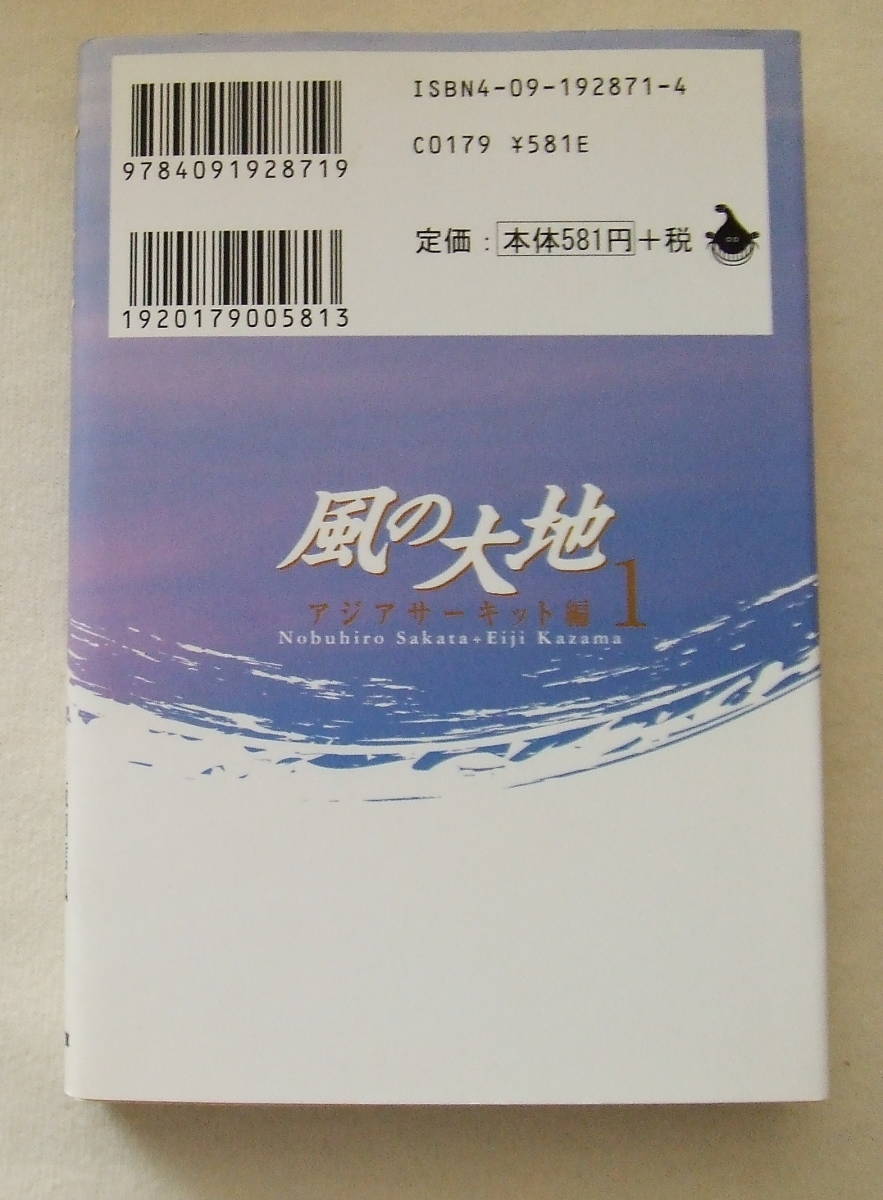 ISBN4-09-192871-4
9784091928719
C0179 ¥581E
定価：本体581円＋税
1920179005813
風の大地
アジアサーキット編 1
Nobuhiro Sakata+Eiji Kazama